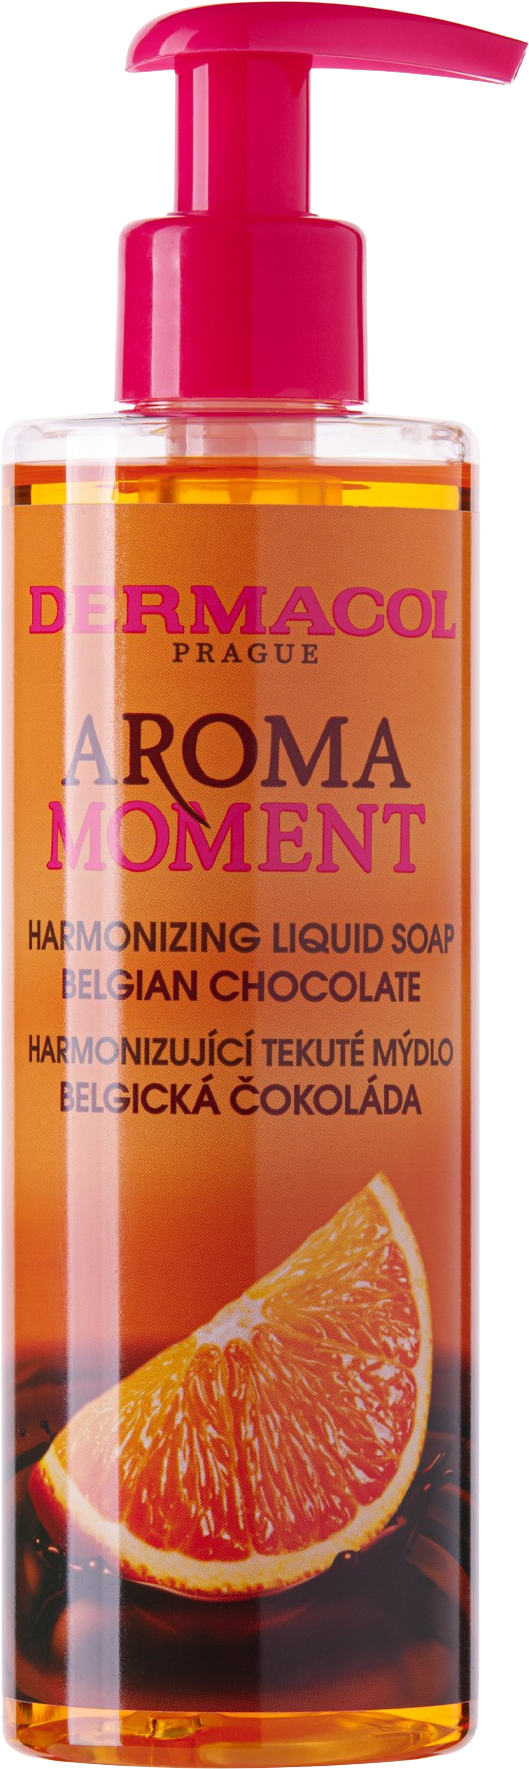 DERMACOL
PRAGUE
AROMA
MOMENT
HARMONIZING LIQUID SOAP
BELGIAN CHOCOLATE
HARMONIZUJÍCÍ TEKUTÉ MÝDLO
BELGICKÁ ČOKOLÁDA